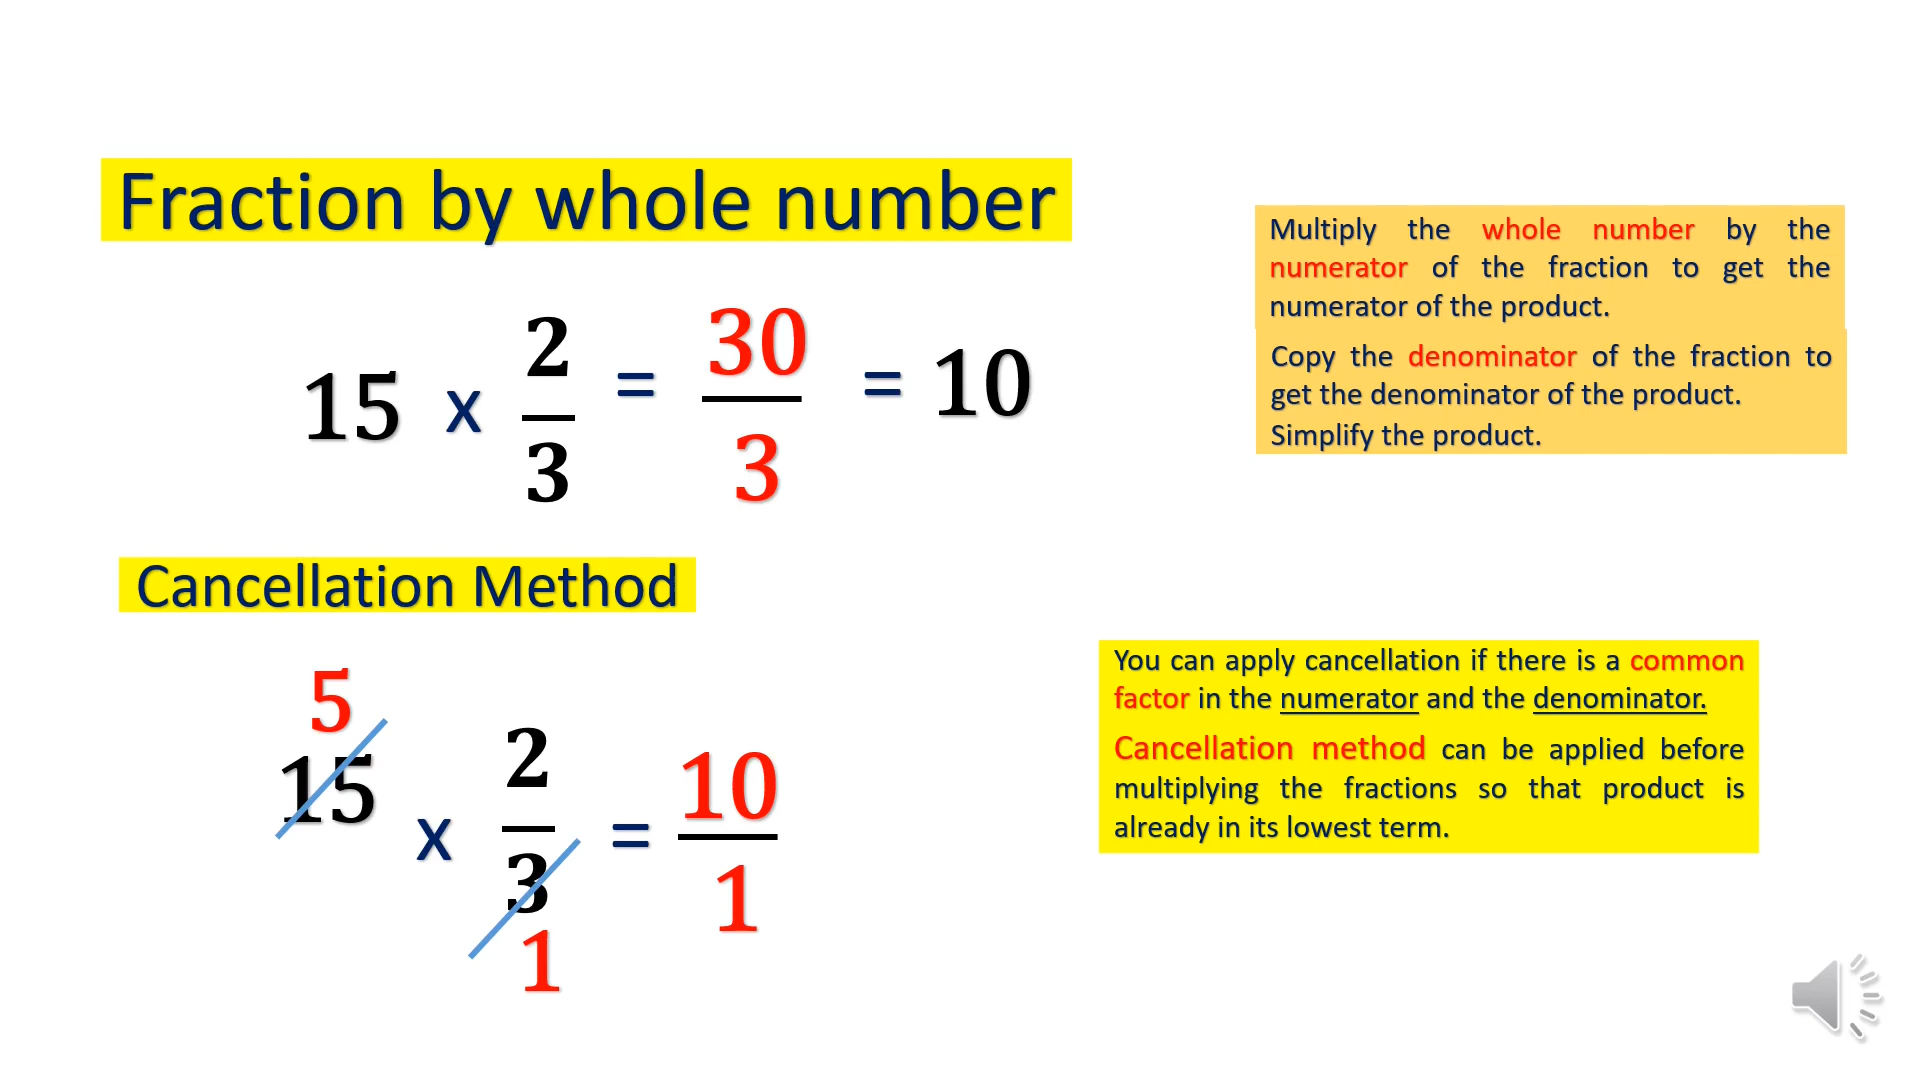 Fraction by whole number
Multiply the whole number by the
numerator of the fraction to get the
numerator of the product.
Copy the denominator of the fraction to
get the denominator of the product.
Simplify the product.
15 x 2/3 = 30/3 = 10
Cancellation Method
5
15 x 2/3 = 10/1
1
You can apply cancellation if there is a common
factor in the numerator and the denominator.
Cancellation method can be applied before
multiplying the fractions so that product is
already in its lowest term.